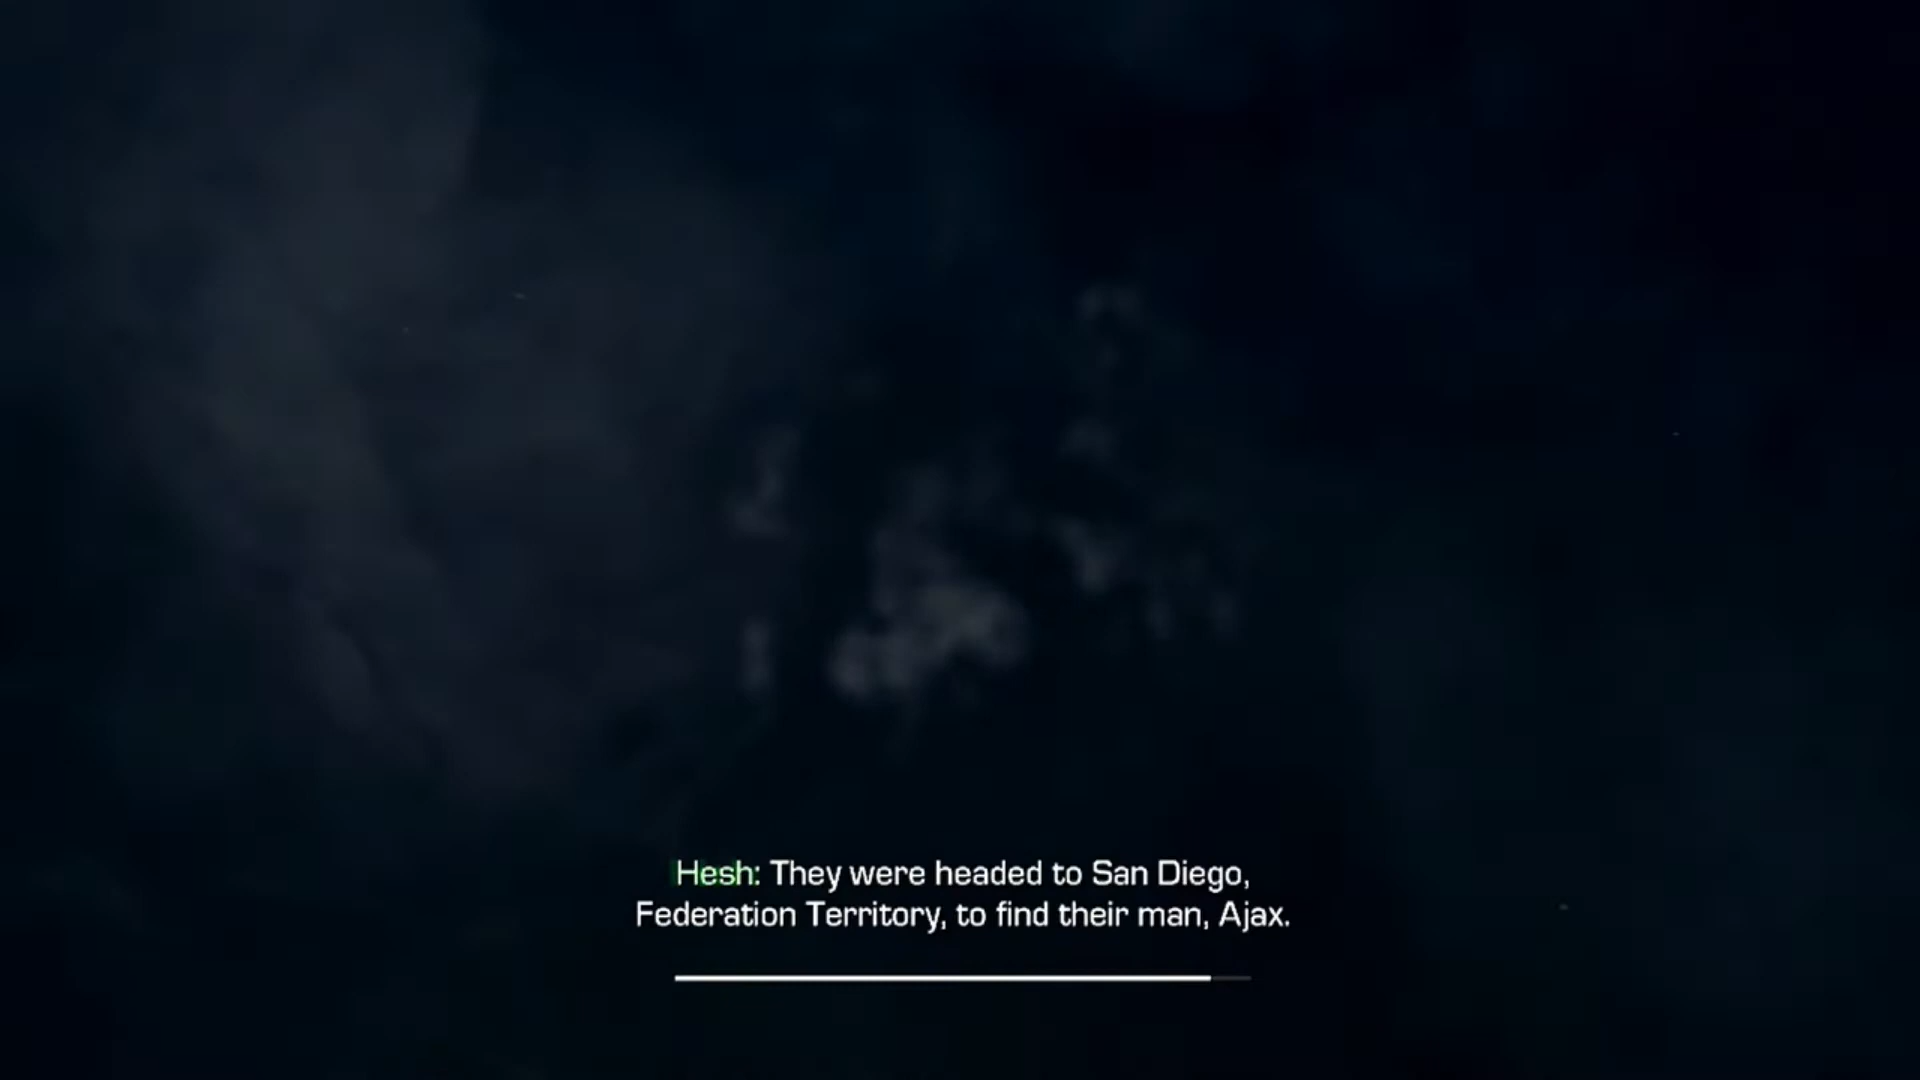 Hesh: They were headed to San Diego,
Federation Territory, to find their man, Ajax.